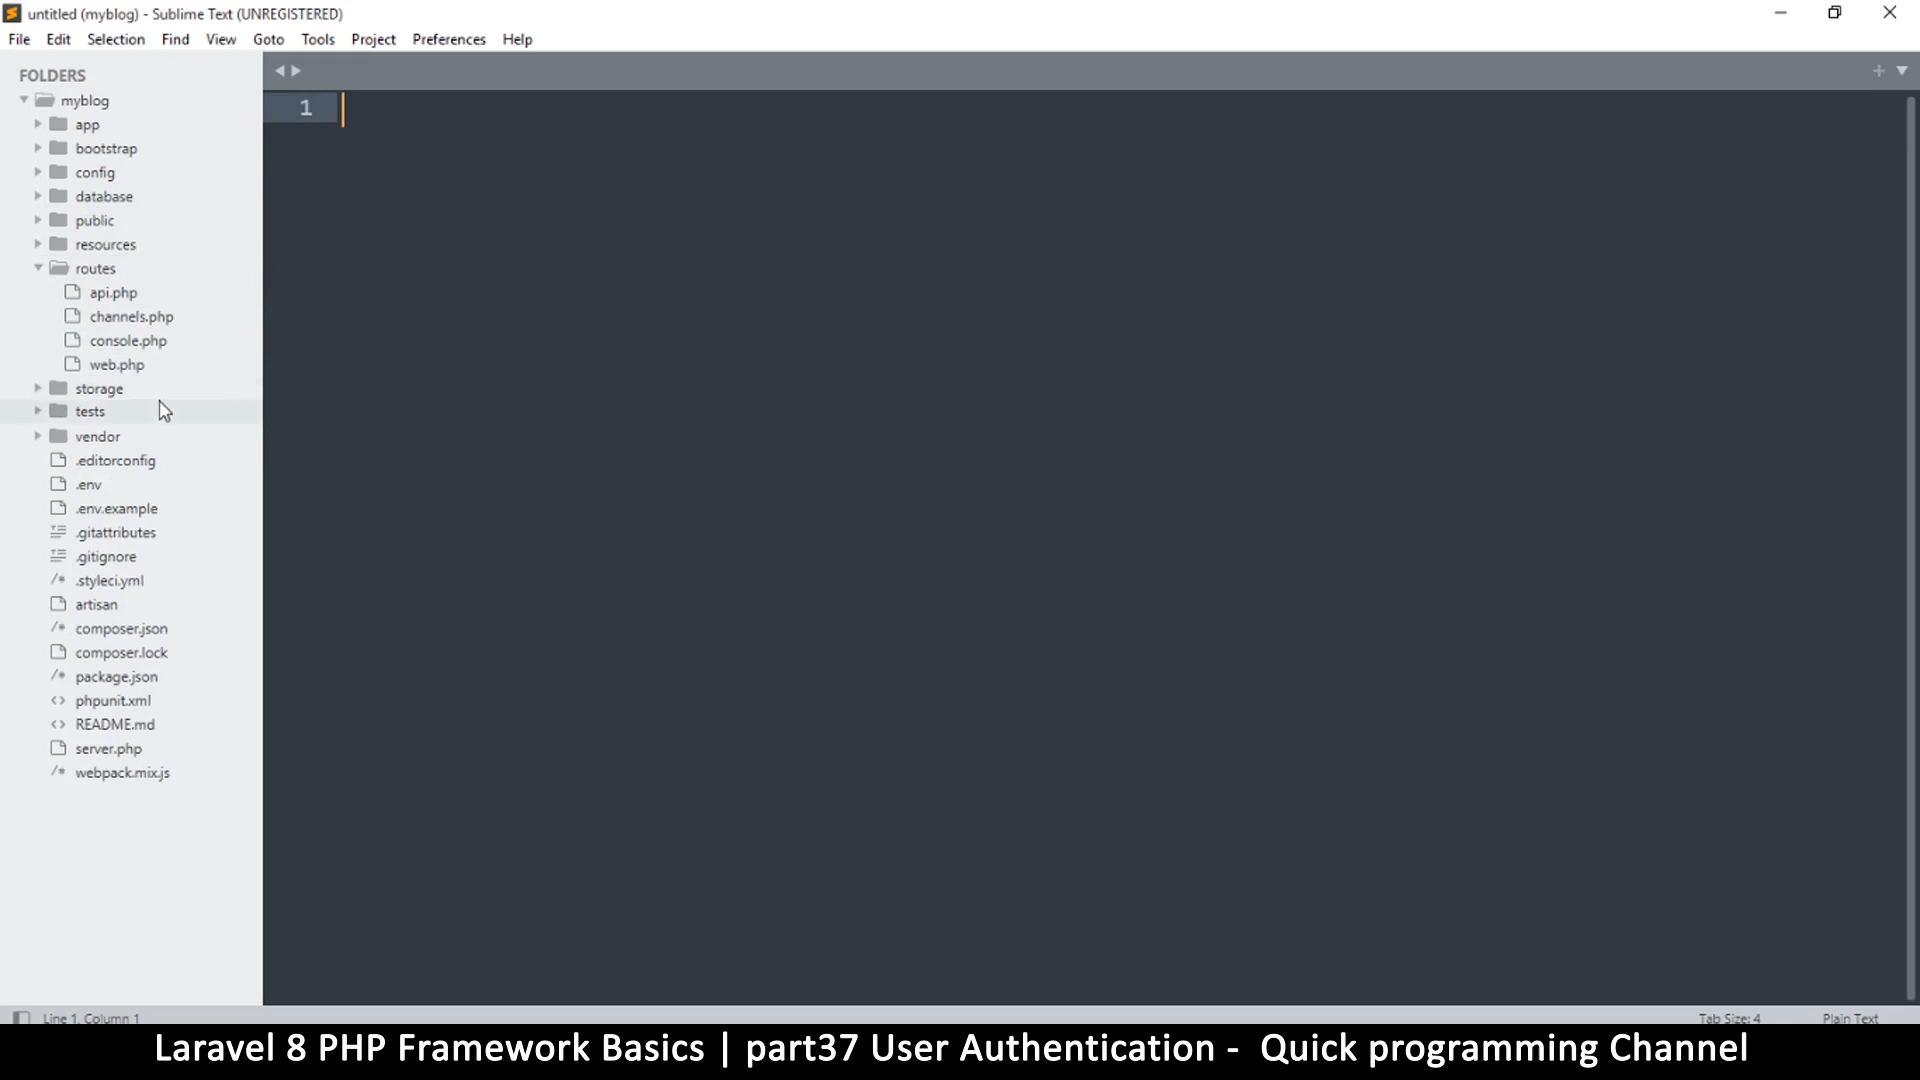 untitled (myblog) - Sublime Text (UNREGISTERED)
File Edit Selection Find View Goto Tools Project Preferences Help
FOLDERS
myblog
app
bootstrap
config
database
public
resources
routes
api.php
channels.php
console.php
web.php
storage
tests
vendor
.editorconfig
.env
.env.example
.gitattributes
.gitignore
.styleci.yml
artisan
composer.json
composer.lock
package.json
phpunit.xml
README.md
server.php
webpack.mix.js
1
Line 1, Column 1 Tab Size: 4 Plain Text
Laravel 8 PHP Framework Basics | part37 User Authentication - Quick programming Channel